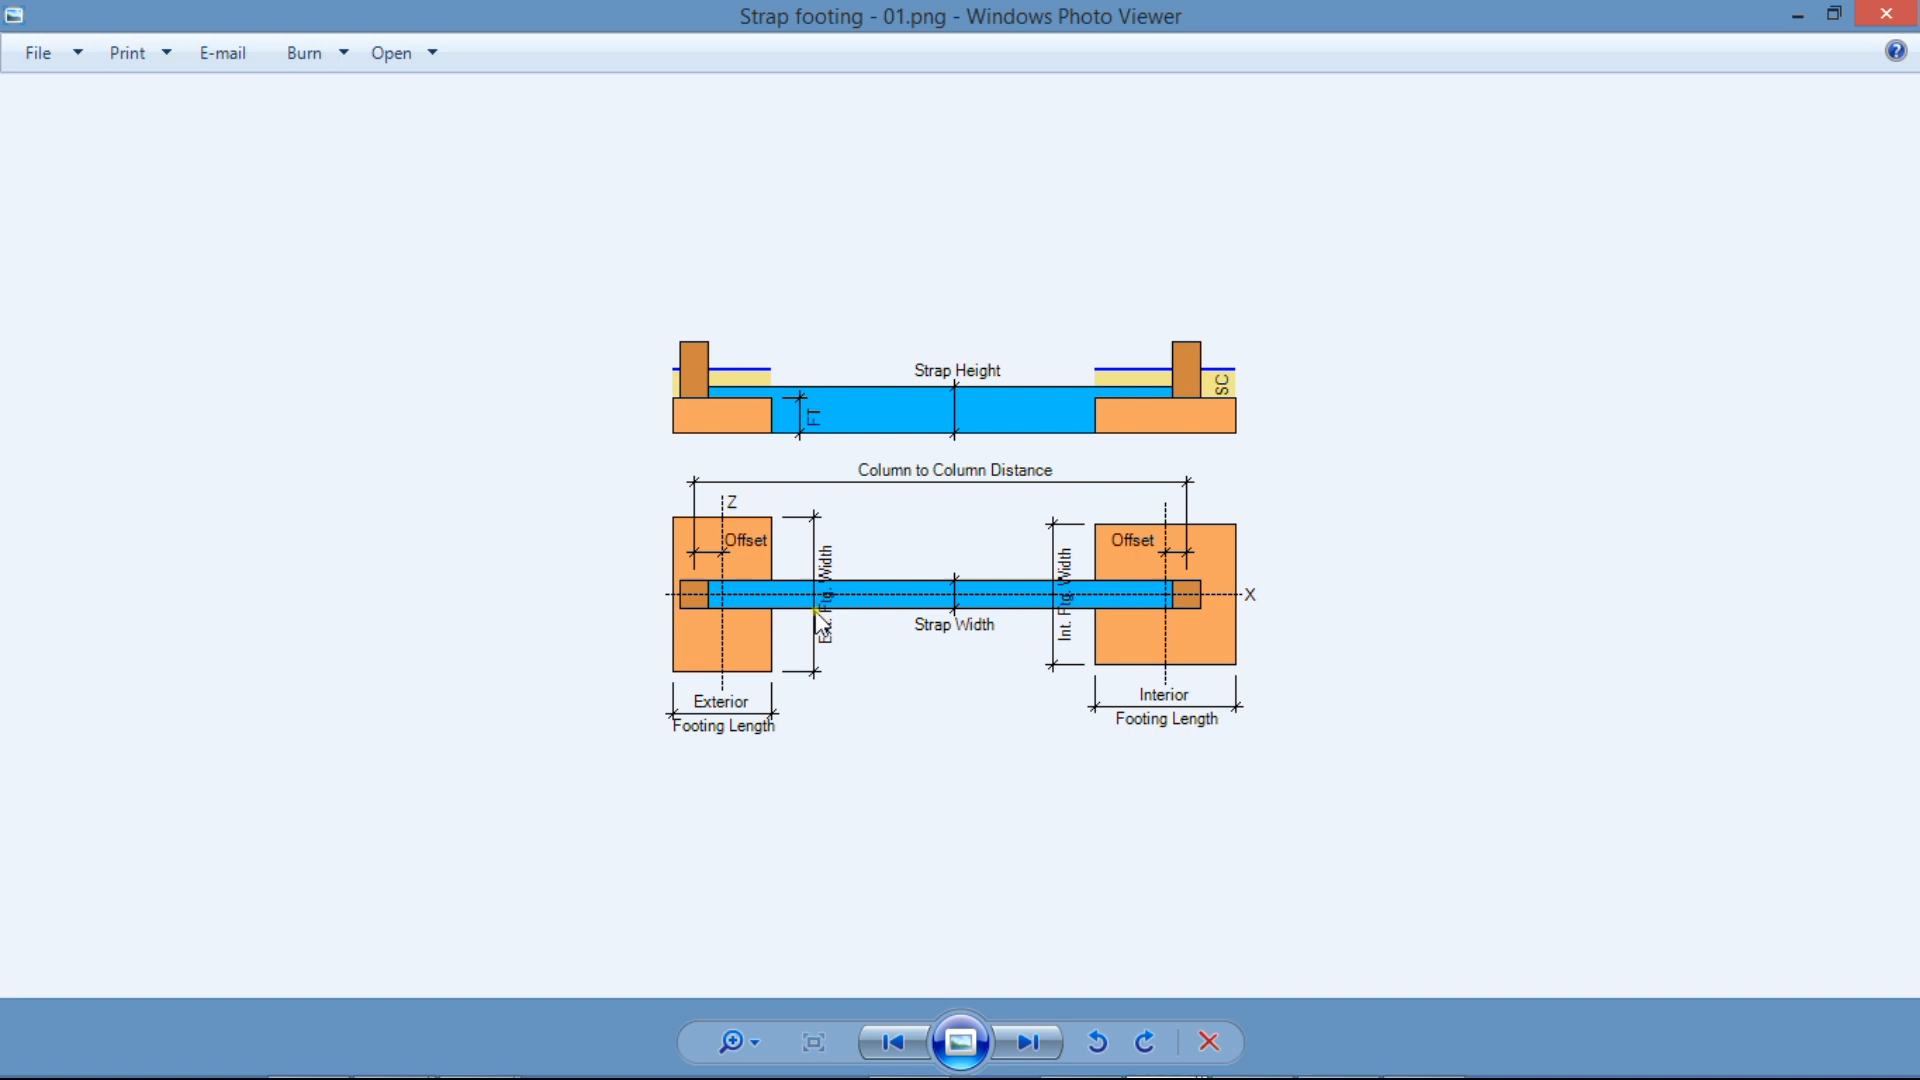 Strap footing - 01.png - Windows Photo Viewer
File Print E-mail Burn Open
Strap Height
SC
FT
Column to Column Distance
Z
Offset
Offset
Ftg. Width
Int. Ftg. Width
X
Strap Width
Exterior
Footing Length
Interior
Footing Length